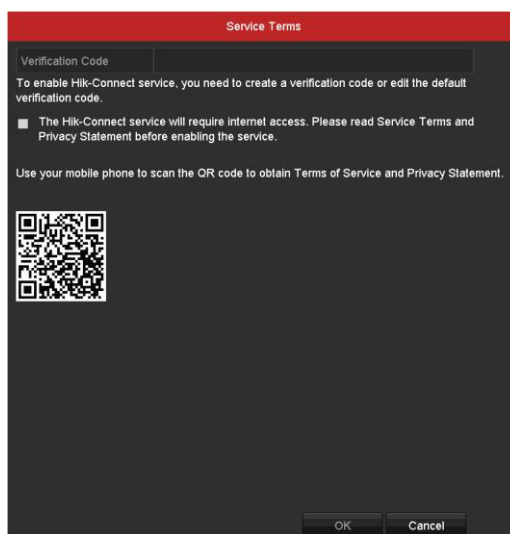 Service Terms
Verification Code
To enable Hik-Connect service, you need to create a verification code or edit the default
verification code.
The Hik-Connect service will require internet access. Please read Service Terms and
Privacy Statement before enabling the service.
Use your mobile phone to scan the QR code to obtain Terms of Service and Privacy Statement.
OK
Cancel